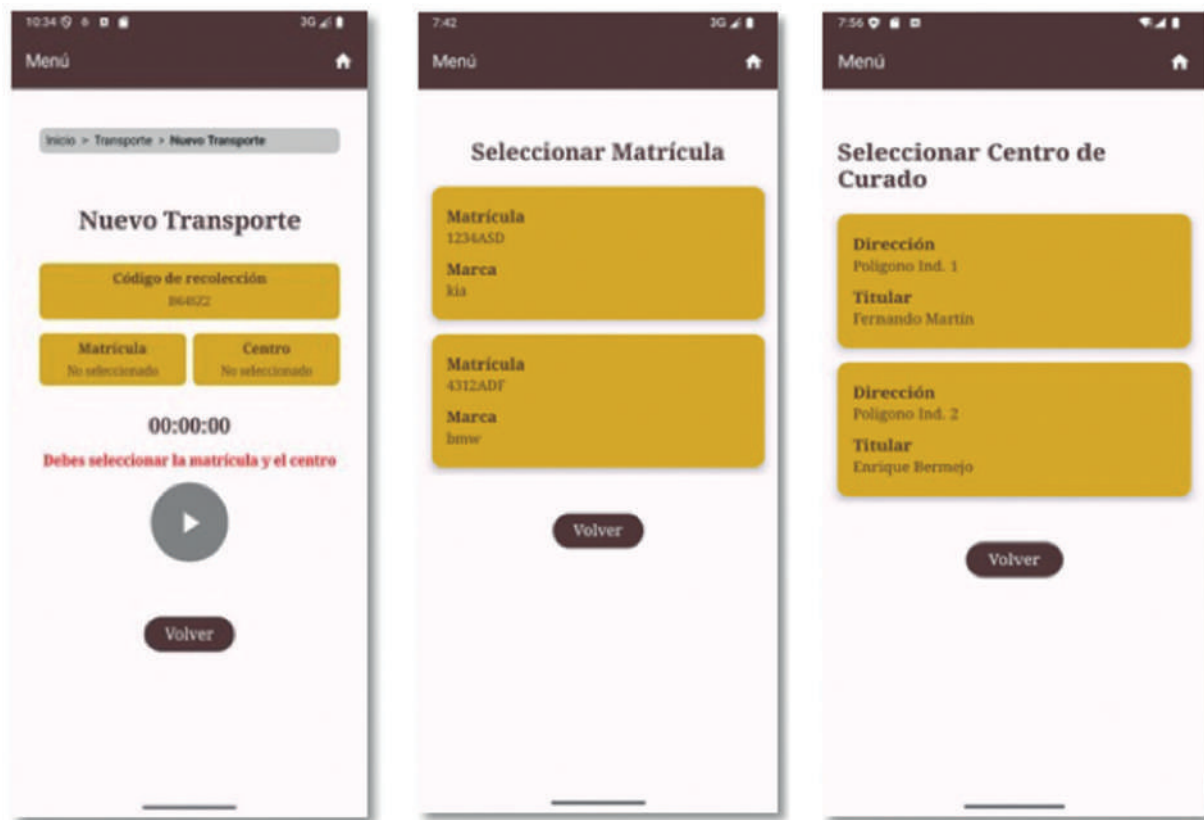 10:34
3G
Menú
Inicio > Transporte > Nuevo Transporte
Nuevo Transporte
Código de recolección
Matrícula
No seleccionado
Centro
No seleccionado
00:00:00
Debes seleccionar la matrícula y el centro
Volver
7:42
3G
Menú
Seleccionar Matrícula
Matrícula
1234ASD
Marca
kia
Matrícula
4312ADF
Marca
bmw
Volver
7:56
Menú
Seleccionar Centro de
Curado
Dirección
Poligono Ind. 1
Titular
Fernando Martín
Dirección
Poligono Ind. 2
Titular
Enrique Bermejo
Volver